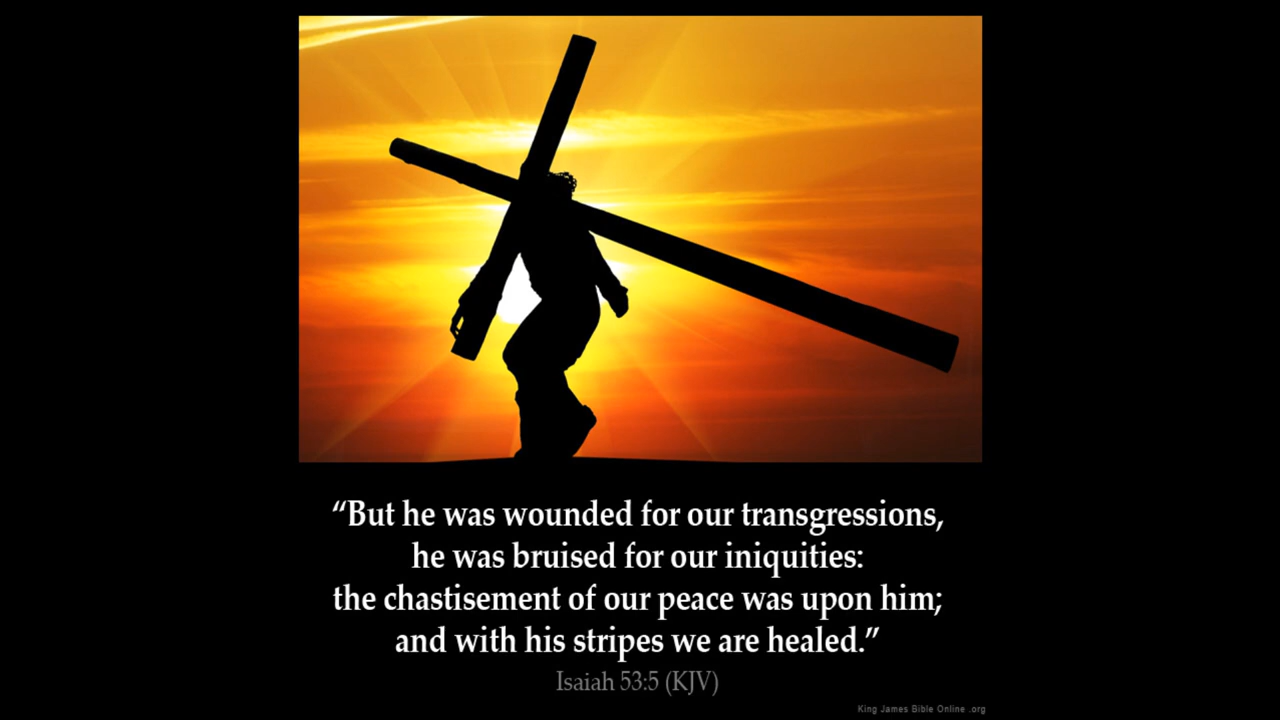 “But he was wounded for our transgressions,
he was bruised for our iniquities:
the chastisement of our peace was upon him;
and with his stripes we are healed.”
Isaiah 53:5 (KJV)
King James Bible Online .org